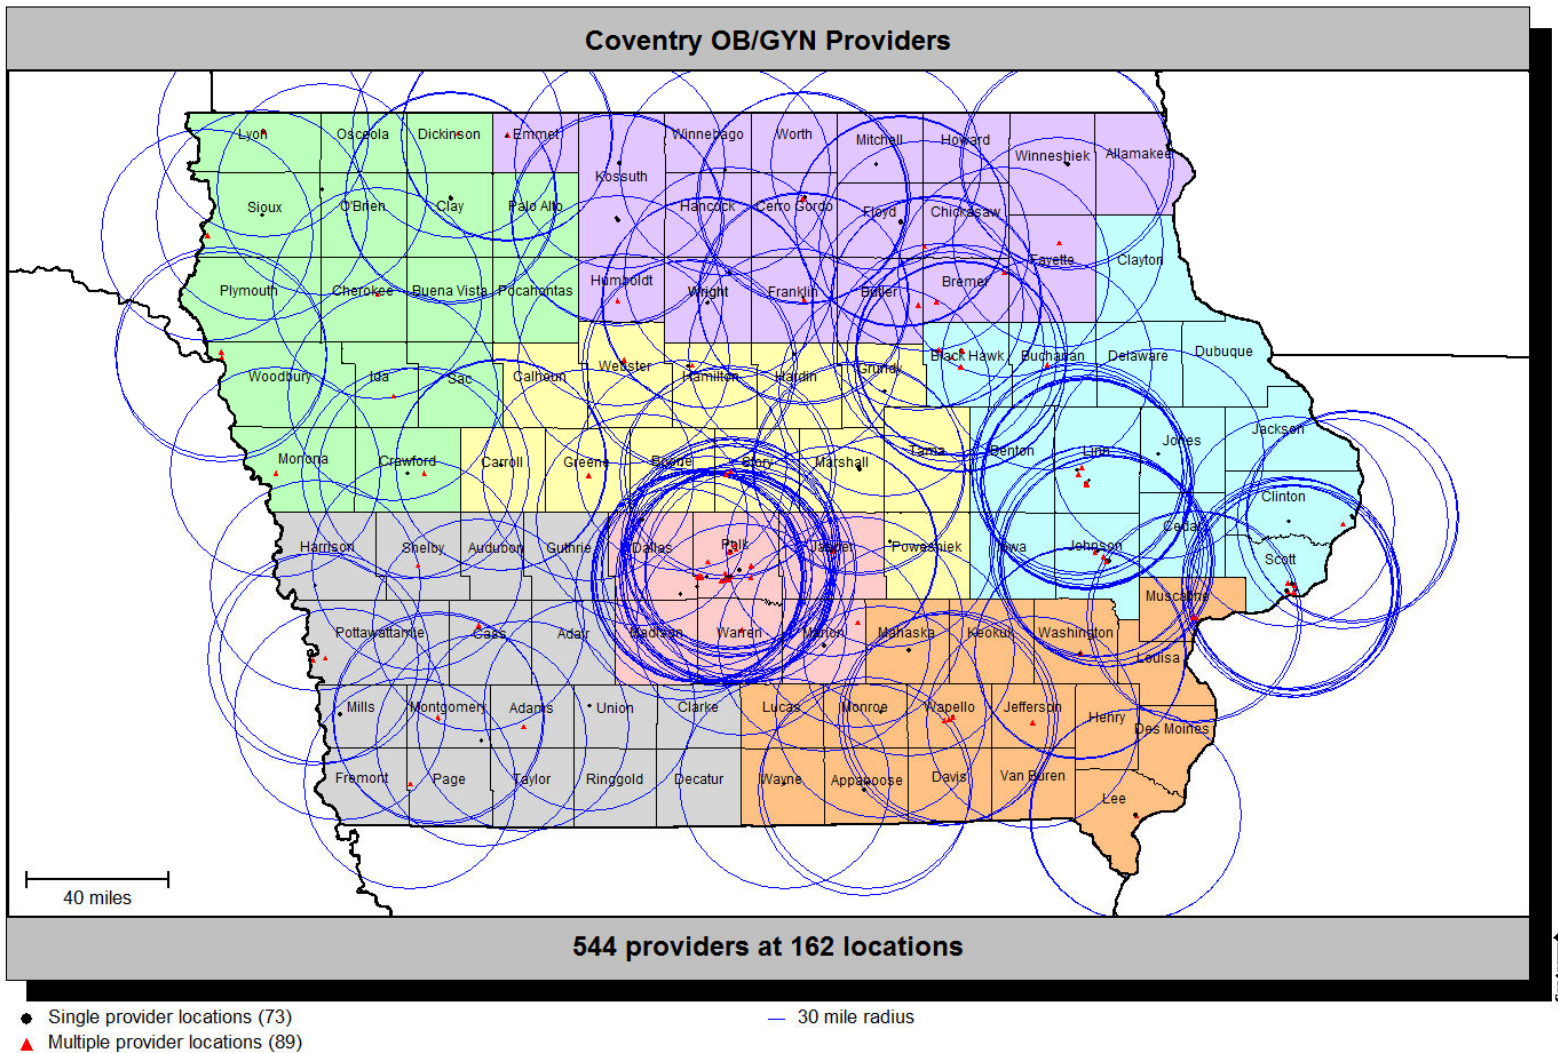 Coventry OB/GYN Providers
Lyon Osceola Dickinson Emmet Winnebago Worth Mitchell Howard Winneshiek Allamakee
Kossuth
Sioux O'Brien Clay Palo Alto Hancock Cerro Gordo Floyd Chickasaw
Plymouth Cherokee Buena Vista Pocahontas Humboldt Wright Franklin Butler Bremer Fayette Clayton
Woodbury Ida Sac Calhoun Webster Hamilton Hardin Grundy Black Hawk Buchanan Delaware Dubuque
Monona Crawford Carroll Greene Boone Story Marshall Tama Benton Linn Jones Jackson
Clinton
Harrison Shelby Audubon Guthrie Dallas Polk Jasper Poweshiek Iowa Johnson Cedar
Scott
Muscatine
Pottawattamie Cass Adair Madison Warren Marion Mahaska Keokuk Washington Louisa
Mills Montgomery Adams Union Clarke Lucas Monroe Wapello Jefferson Henry Des Moines
Fremont Page Taylor Ringgold Decatur Wayne Appanoose Davis Van Buren Lee
40 miles
544 providers at 162 locations
Single provider locations (73)
30 mile radius
Multiple provider locations (89)